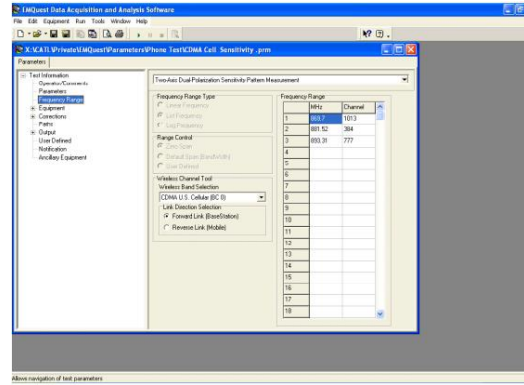 EMQuest Data Acquisition and Analysis Software
File Edit Equipment Run Tools Window Help
X:\CATL\Private\EMQuest\Parameters\Phone Test\CDMA Cell Sensitivity .prm
Parameters
Test Information
Operator/Comments
Parameters
Frequency Range
Equipment
Corrections
Paths
Output
User Defined
Notification
Ancillary Equipment
Two-Axis Dual-Polarization Sensitivity Pattern Measurement
Frequency Range Type
Linear Frequency
List Frequency
Log Frequency
Range Control
Zero Span
Default Span (BandWidth)
User Defined
Wireless Channel Tool
Wireless Band Selection
CDMA U.S. Cellular (BC 0)
Link Direction Selection
Forward Link (BaseStation)
Reverse Link (Mobile)
Frequency Range
MHz Channel
1 869.7 1013
2 881.52 384
3 893.31 777
4
5
6
7
8
9
10
11
12
13
14
15
16
17
18
Allows navigation of test parameters